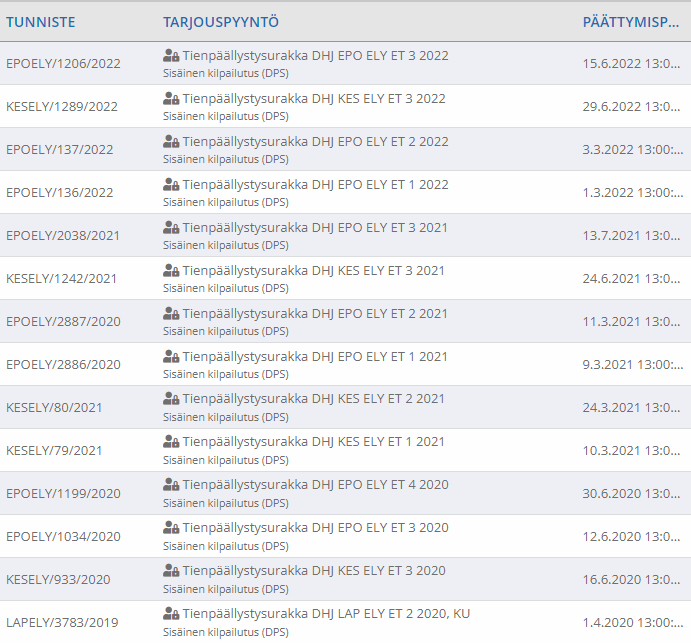 TUNNISTE TARJOUSPYYNTÖ PÄÄTTYMISP...
EPOELY/1206/2022 Tienpäällystysurakka DHJ EPO ELY ET 3 2022 15.6.2022 13:0...
Sisäinen kilpailutus (DPS)
KESELY/1289/2022 Tienpäällystysurakka DHJ KES ELY ET 3 2022 29.6.2022 13:0...
Sisäinen kilpailutus (DPS)
EPOELY/137/2022 Tienpäällystysurakka DHJ EPO ELY ET 2 2022 3.3.2022 13:00:...
Sisäinen kilpailutus (DPS)
EPOELY/136/2022 Tienpäällystysurakka DHJ EPO ELY ET 1 2022 1.3.2022 13:00:...
Sisäinen kilpailutus (DPS)
EPOELY/2038/2021 Tienpäällystysurakka DHJ EPO ELY ET 3 2021 13.7.2021 13:0...
Sisäinen kilpailutus (DPS)
KESELY/1242/2021 Tienpäällystysurakka DHJ KES ELY ET 3 2021 24.6.2021 13:0...
Sisäinen kilpailutus (DPS)
EPOELY/2887/2020 Tienpäällystysurakka DHJ EPO ELY ET 2 2021 11.3.2021 13:0...
Sisäinen kilpailutus (DPS)
EPOELY/2886/2020 Tienpäällystysurakka DHJ EPO ELY ET 1 2021 9.3.2021 13:00:...
Sisäinen kilpailutus (DPS)
KESELY/80/2021 Tienpäällystysurakka DHJ KES ELY ET 2 2021 24.3.2021 13:0...
Sisäinen kilpailutus (DPS)
KESELY/79/2021 Tienpäällystysurakka DHJ KES ELY ET 1 2021 10.3.2021 13:0...
Sisäinen kilpailutus (DPS)
EPOELY/1199/2020 Tienpäällystysurakka DHJ EPO ELY ET 4 2020 30.6.2020 13:0...
Sisäinen kilpailutus (DPS)
EPOELY/1034/2020 Tienpäällystysurakka DHJ EPO ELY ET 3 2020 12.6.2020 13:0...
Sisäinen kilpailutus (DPS)
KESELY/933/2020 Tienpäällystysurakka DHJ KES ELY ET 3 2020 16.6.2020 13:0...
Sisäinen kilpailutus (DPS)
LAPELY/3783/2019 Tienpäällystysurakka DHJ LAP ELY ET 2 2020, KU 1.4.2020 13:00:...
Sisäinen kilpailutus (DPS)